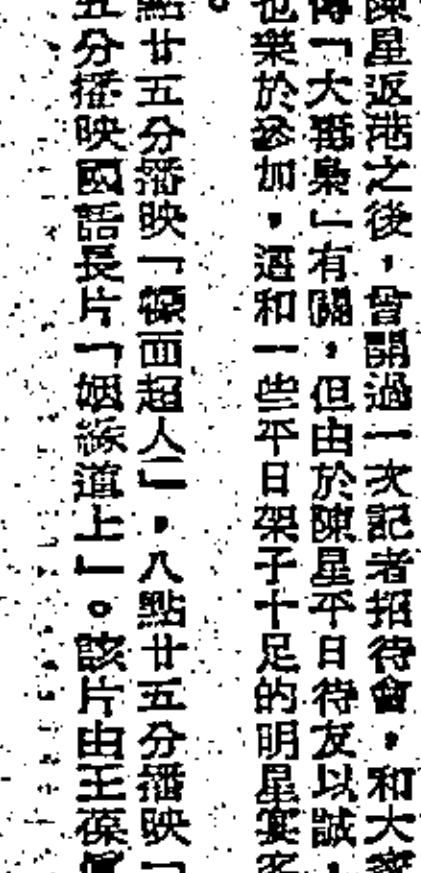 陳星返港之後，曾開過一次記者招待會，和大家
傳「大毒梟」有關，但由於陳星平日待友以誠，
也樂於參加，這和一些平日架子十足的明星宴客
。
點廿五分播映「幪面超人」，八點廿五分播映「
五分播映國語長片「姻緣道上」。該片由王葆真